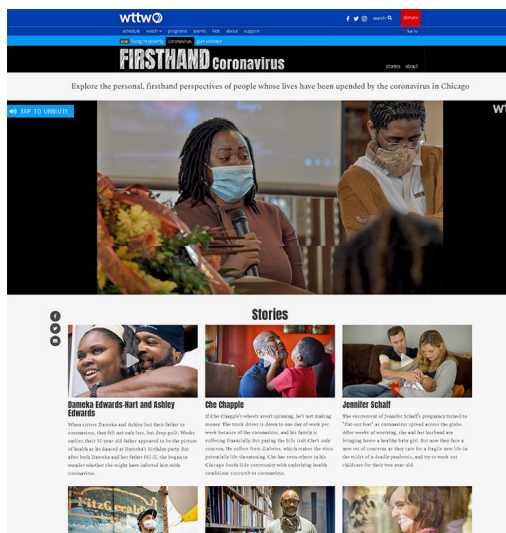 wttw
search
donate
schedule watch programs events kids about support
live tv
NEW living in poverty coronavirus gun violence
FIRSTHAND Coronavirus
stories about
Explore the personal, firsthand perspectives of people whose lives have been upended by the coronavirus in Chicago
TAP TO UNMUTE
Stories
Dameka Edwards-Hart and Ashley
Edwards
When sisters Dameka and Ashley lost their father to
coronavirus, they felt not only loss, but deep guilt. Weeks
earlier, their 57-year-old father appeared to be the picture
of health as he danced at Dameka's birthday party. But
after both Dameka and her father fell ill, she began to
wonder whether she might have infected him with
coronavirus.
Che Chapple
If Che Chapple's wheels aren't spinning, he's not making
money. The truck driver is down to one day of work per
week because of the coronavirus, and his family is
suffering financially. But paying the bills isn't Che's only
concern. He suffers from diabetes, which makes the virus
potentially life-threatening. Che has seen others in his
Chicago South Side community with underlying health
conditions succumb to coronavirus.
Jennifer Schaff
The excitement of Jennifer Schaff's pregnancy turned to
"flat-out fear" as coronavirus spread across the globe.
After weeks of worrying, she and her husband are
bringing home a healthy baby girl. But now they face a
new set of concerns as they care for a fragile new life in
the midst of a deadly pandemic, and try to work out
childcare for their two-year-old.
FitzGerald